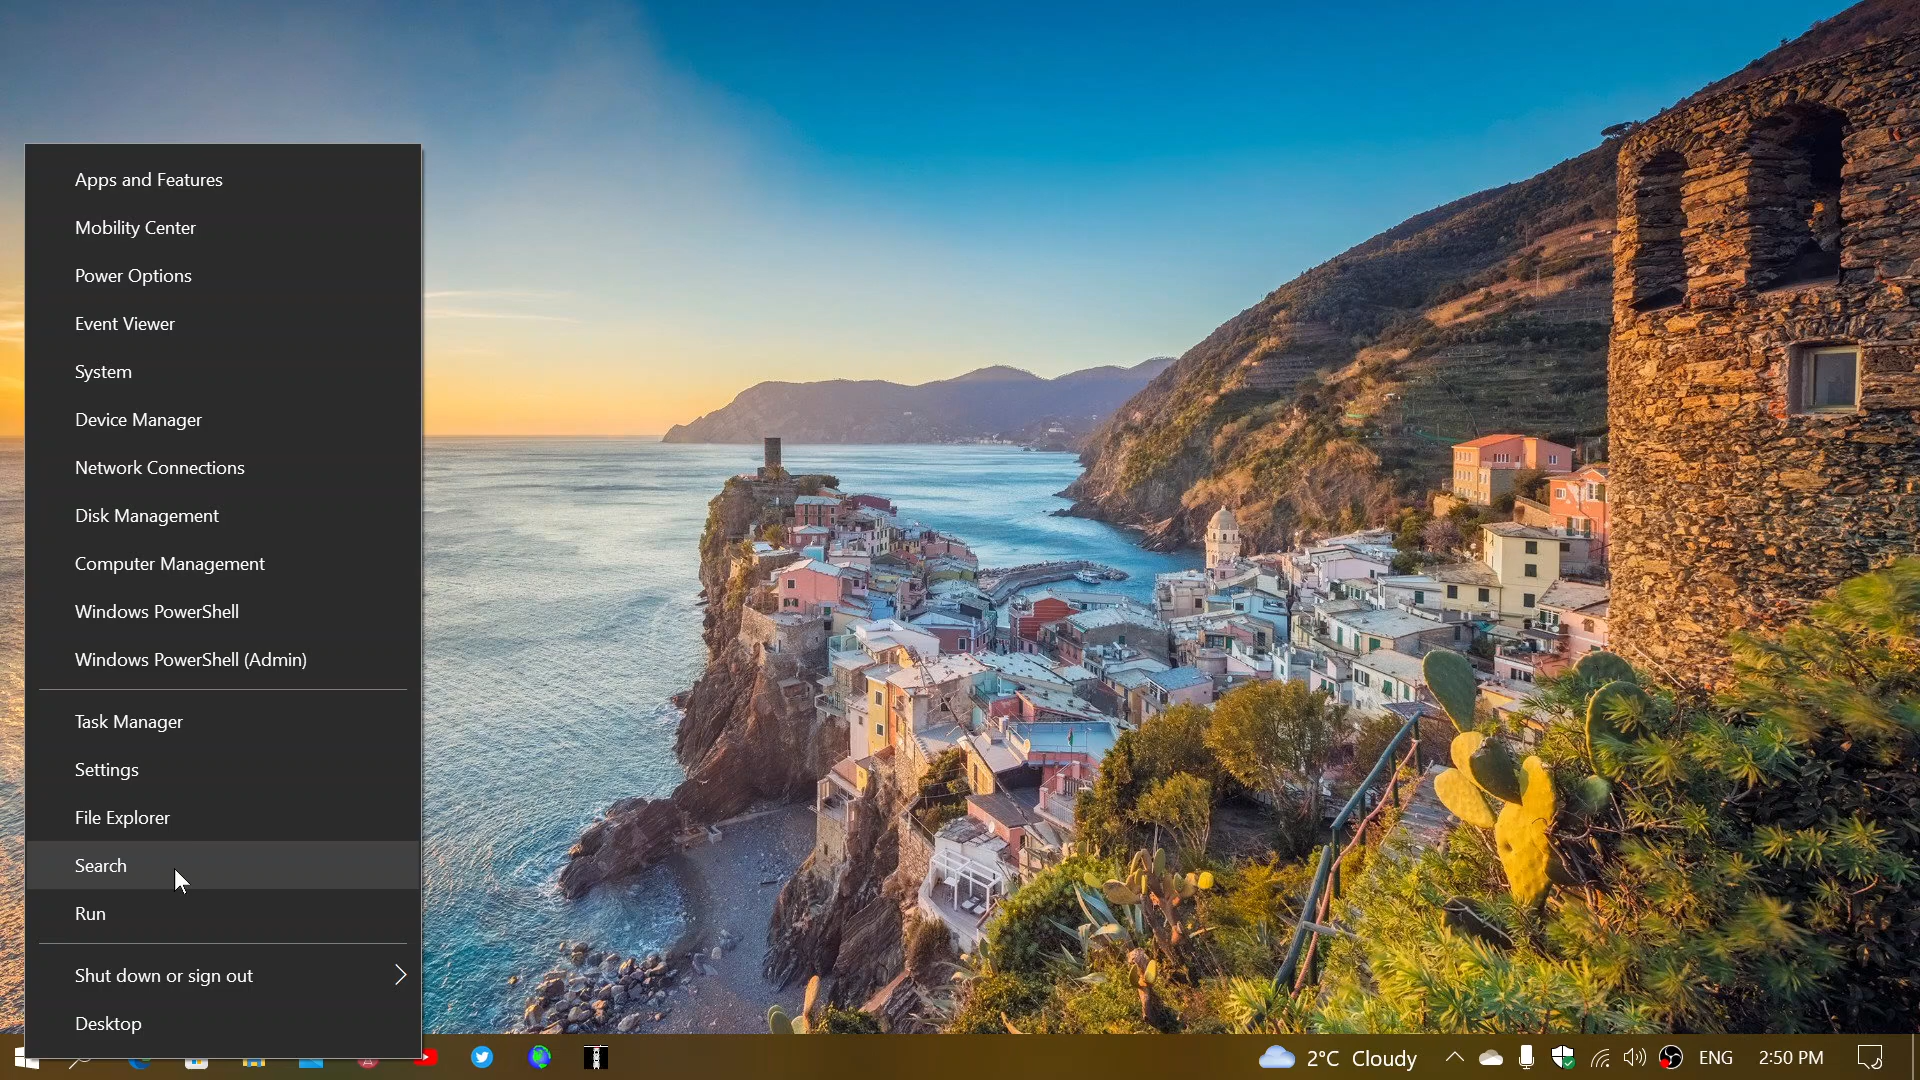 Apps and Features
Mobility Center
Power Options
Event Viewer
System
Device Manager
Network Connections
Disk Management
Computer Management
Windows PowerShell
Windows PowerShell (Admin)
Task Manager
Settings
File Explorer
Search
Run
Shut down or sign out
Desktop
2°C Cloudy
ENG
2:50 PM